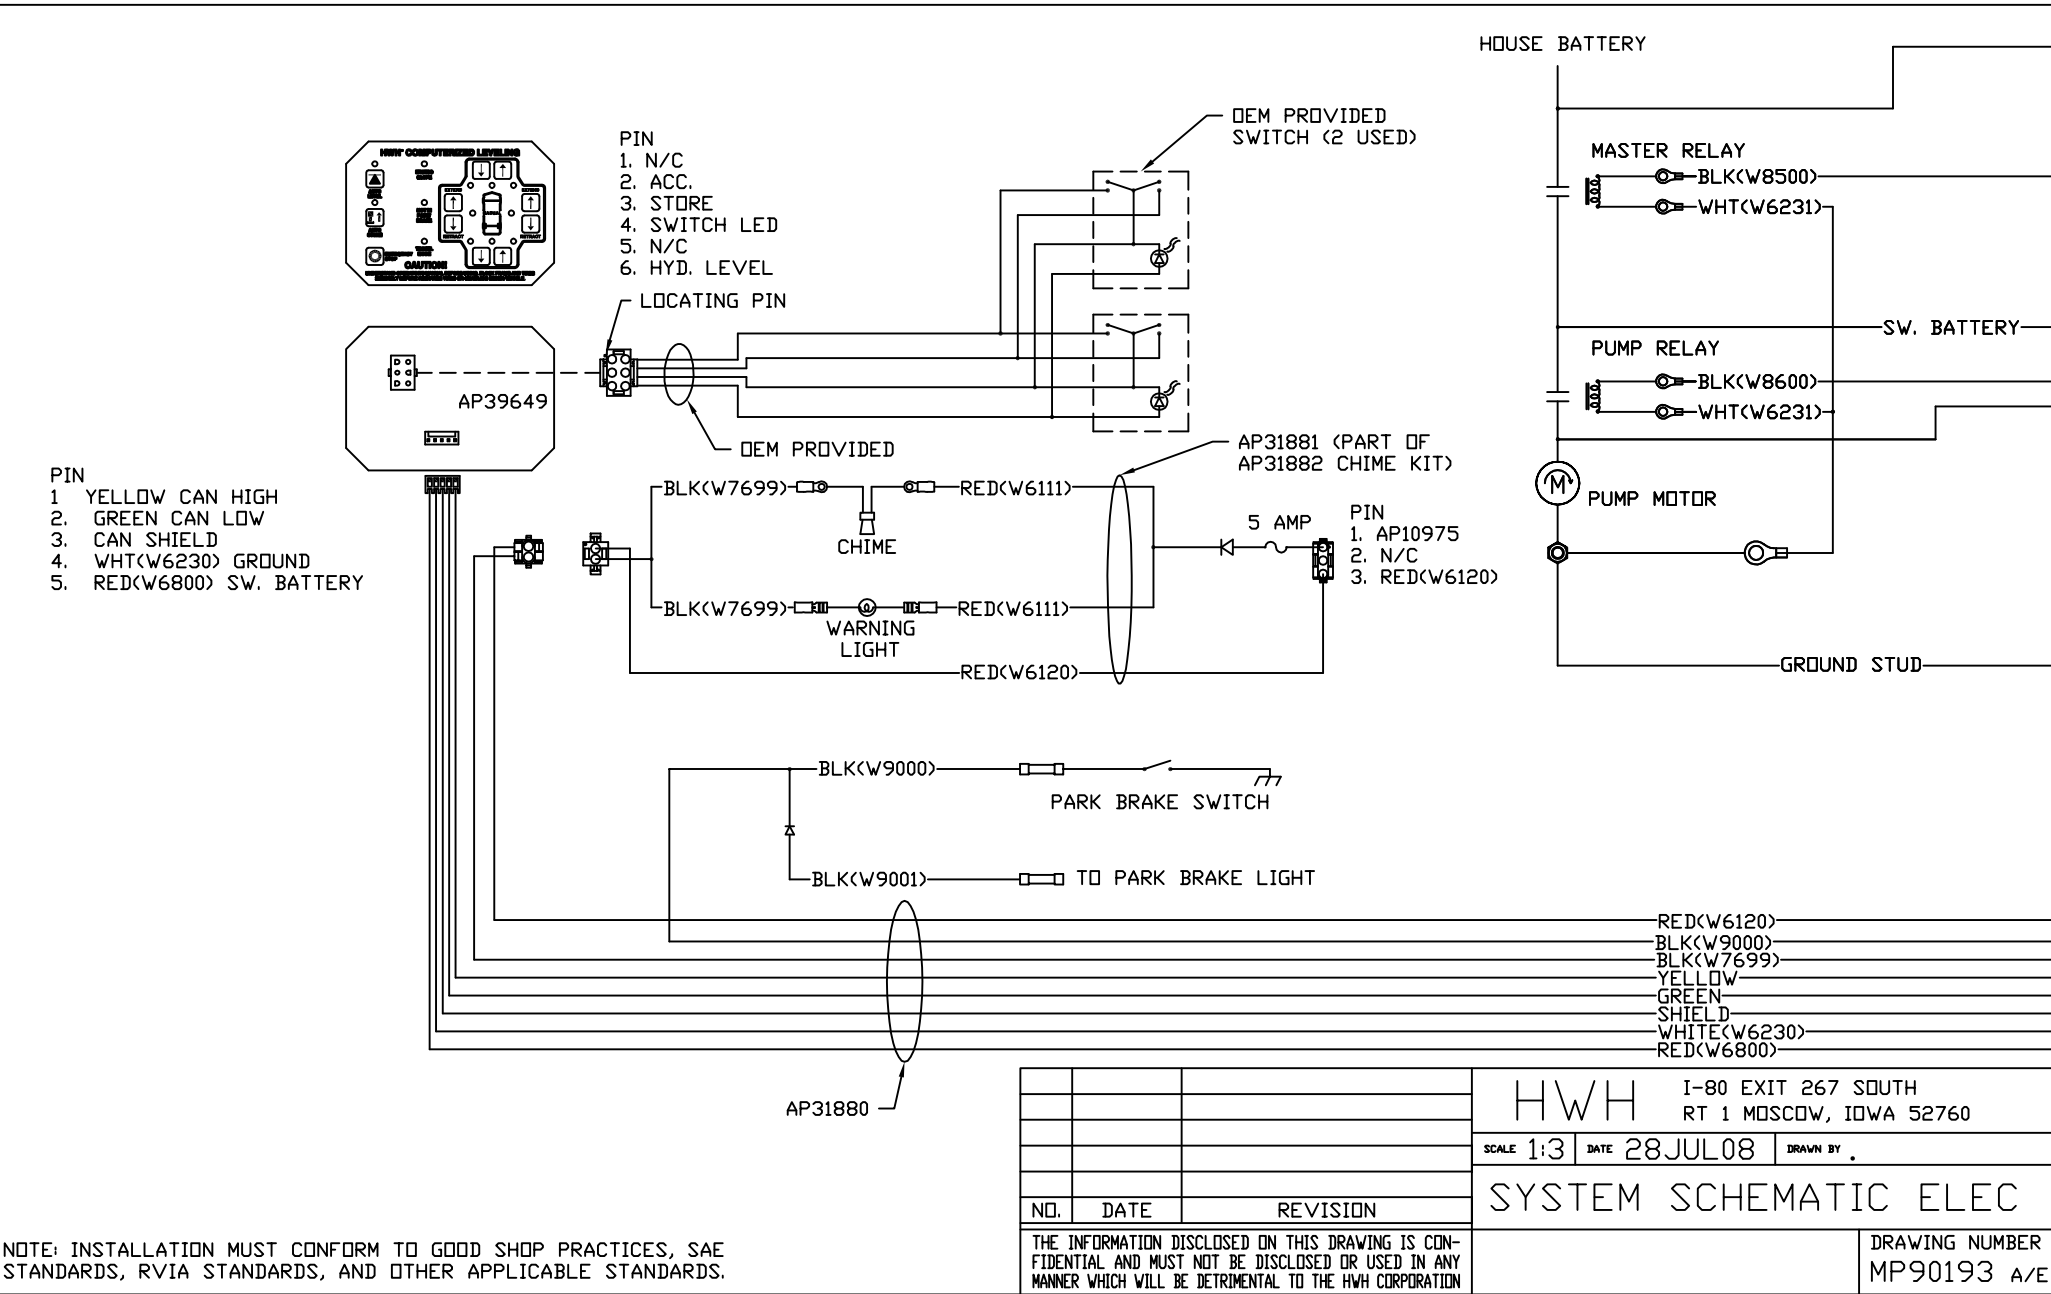 HOUSE BATTERY
OEM PROVIDED
SWITCH (2 USED)
MASTER RELAY
BLK(W8500)
WHT(W6231)
HWH COMPUTERIZED LEVELING
CAUTION!
PIN
1. N/C
2. ACC.
3. STORE
4. SWITCH LED
5. N/C
6. HYD. LEVEL
LOCATING PIN
SW. BATTERY
PUMP RELAY
BLK(W8600)
WHT(W6231)
AP39649
OEM PROVIDED
AP31881 (PART OF
AP31882 CHIME KIT)
PIN
1 YELLOW CAN HIGH
2. GREEN CAN LOW
3. CAN SHIELD
4. WHT(W6230) GROUND
5. RED(W6800) SW. BATTERY
BLK(W7699)
RED(W6111)
CHIME
5 AMP
PIN
1. AP10975
2. N/C
3. RED(W6120)
M
PUMP MOTOR
BLK(W7699)
RED(W6111)
WARNING
LIGHT
RED(W6120)
GROUND STUD
BLK(W9000)
PARK BRAKE SWITCH
BLK(W9001)
TO PARK BRAKE LIGHT
RED(W6120)
BLK(W9000)
BLK(W7699)
YELLOW
GREEN
SHIELD
WHITE(W6230)
RED(W6800)
AP31880
HWH
I-80 EXIT 267 SOUTH
RT 1 MOSCOW, IOWA 52760
SCALE 1:3 DATE 28JUL08 DRAWN BY .
SYSTEM SCHEMATIC ELEC
NO. DATE REVISION
THE INFORMATION DISCLOSED ON THIS DRAWING IS CON-
FIDENTIAL AND MUST NOT BE DISCLOSED OR USED IN ANY
MANNER WHICH WILL BE DETRIMENTAL TO THE HWH CORPORATION
DRAWING NUMBER
MP90193 A/E
NOTE: INSTALLATION MUST CONFORM TO GOOD SHOP PRACTICES, SAE
STANDARDS, RVIA STANDARDS, AND OTHER APPLICABLE STANDARDS.